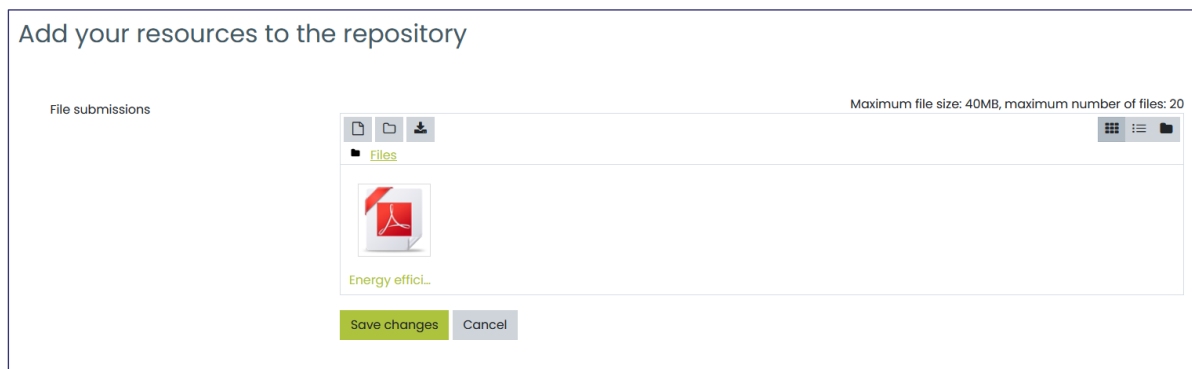 Add your resources to the repository
File submissions
Maximum file size: 40MB, maximum number of files: 20
Files
Energy effici...
Save changes
Cancel